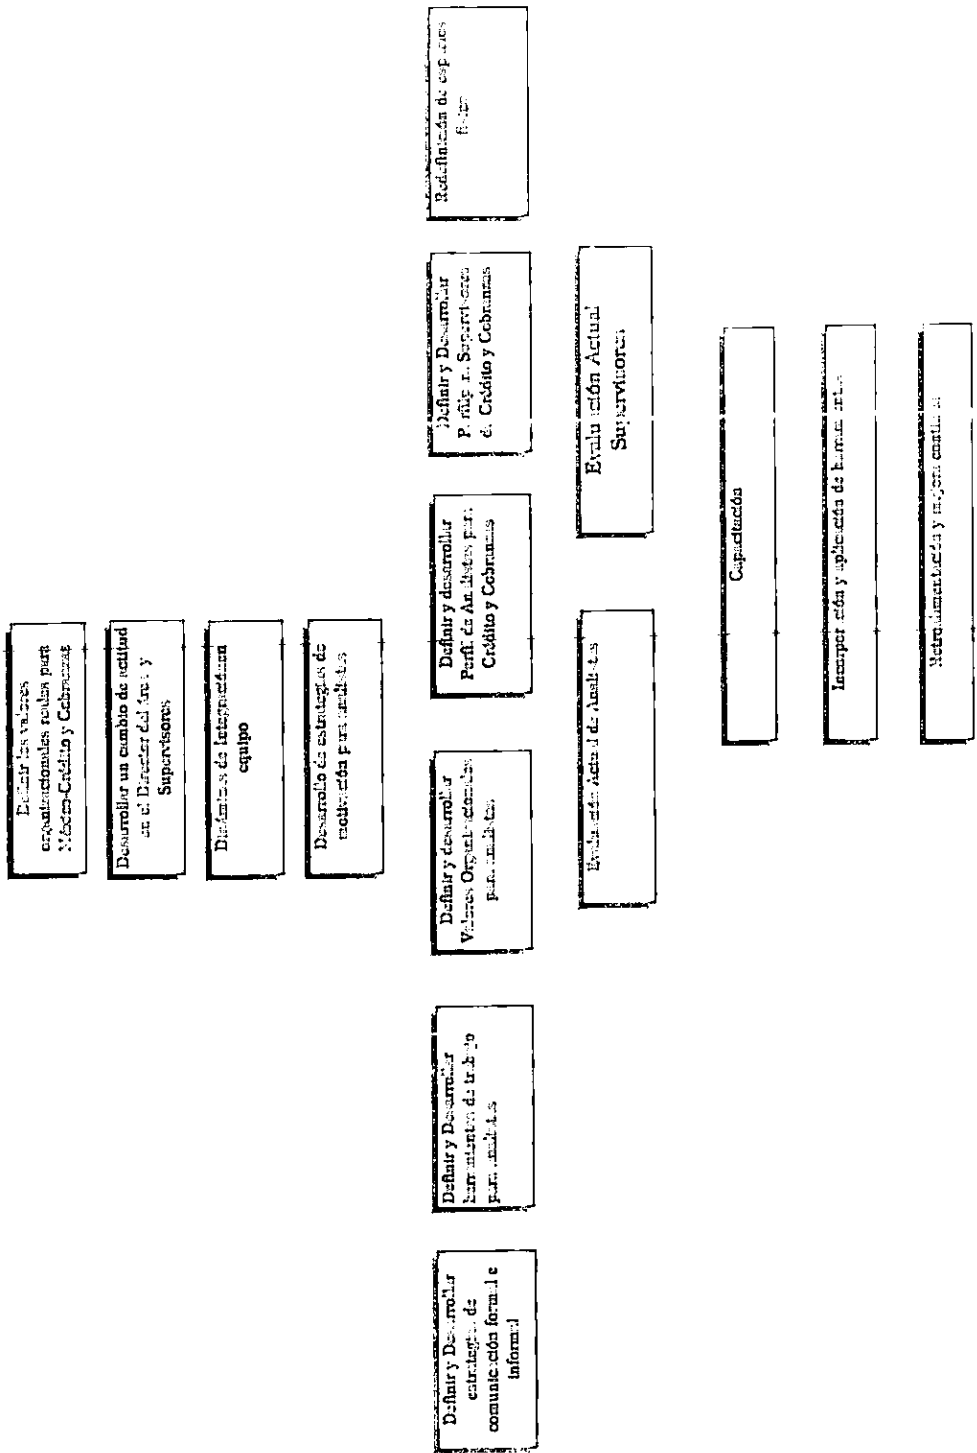 Definir los valores
organizacionales reales para
México-Crédito y Cobranzas
Desarrollar un cambio de actitud
en el Director del Area y
Supervisores
Dinámicas de Integración en
equipo
Desarrollo de estrategias de
motivación para analistas
Definir y Desarrollar
estrategias de
comunicación formal e
informal
Definir y Desarrollar
herramientas de trabajo
para analistas
Definir y desarrollar
Valores Organizacionales
para analistas
Definir y desarrollar
Perfil de Analistas para
Crédito y Cobranzas
Definir y Desarrollar
Perfil para Supervisores
de Crédito y Cobranzas
Redefinición de espacios
Evaluación Actual de Analistas
Evaluación Actual
Supervisores
Capacitación
Incorporación y aplicación de herramientas
Retroalimentación y mejora continua